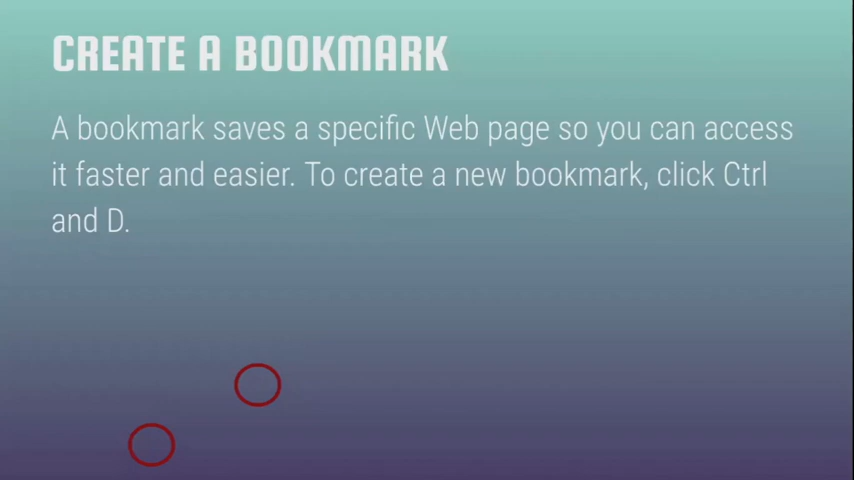 CREATE A BOOKMARK
A bookmark saves a specific Web page so you can access
it faster and easier. To create a new bookmark, click Ctrl
and D.